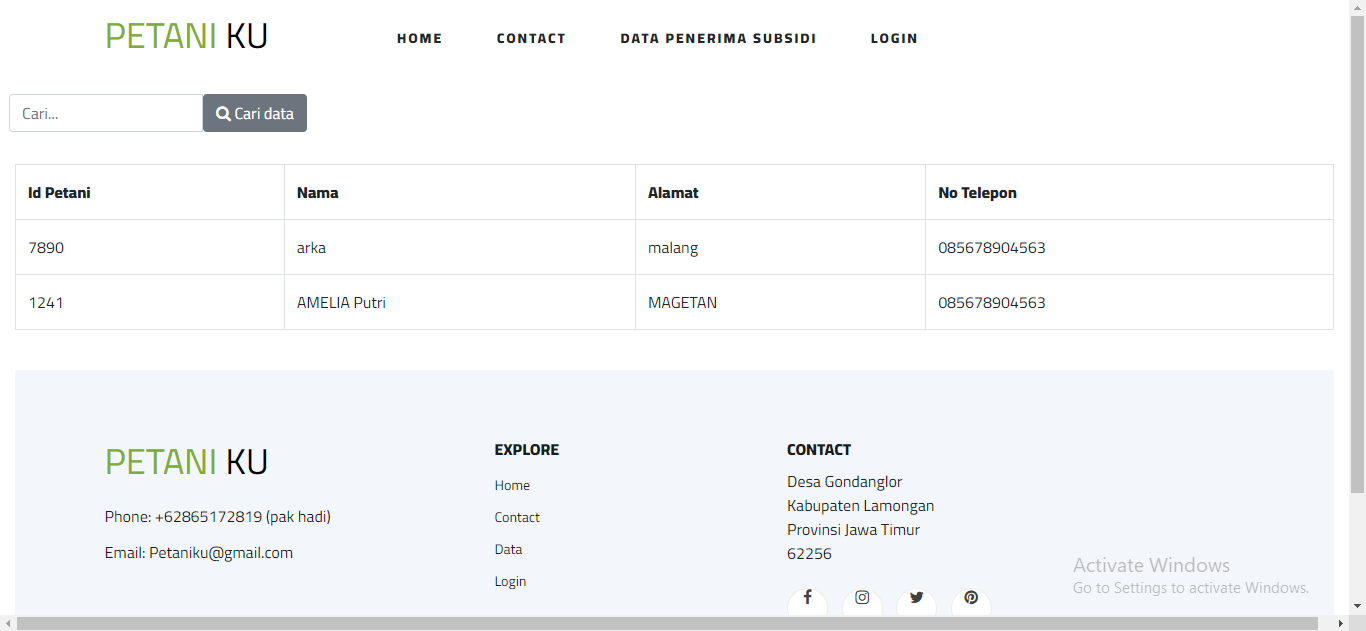 PETANI KU HOME CONTACT DATA PENERIMA SUBSIDI LOGIN
Cari... Cari data
Id Petani Nama Alamat No Telepon
7890 arka malang 085678904563
1241 AMELIA Putri MAGETAN 085678904563
PETANI KU
Phone: +62865172819 (pak hadi)
Email: Petaniku@gmail.com
EXPLORE
Home
Contact
Data
Login
CONTACT
Desa Gondanglor
Kabupaten Lamongan
Provinsi Jawa Timur
62256
Activate Windows
Go to Settings to activate Windows.